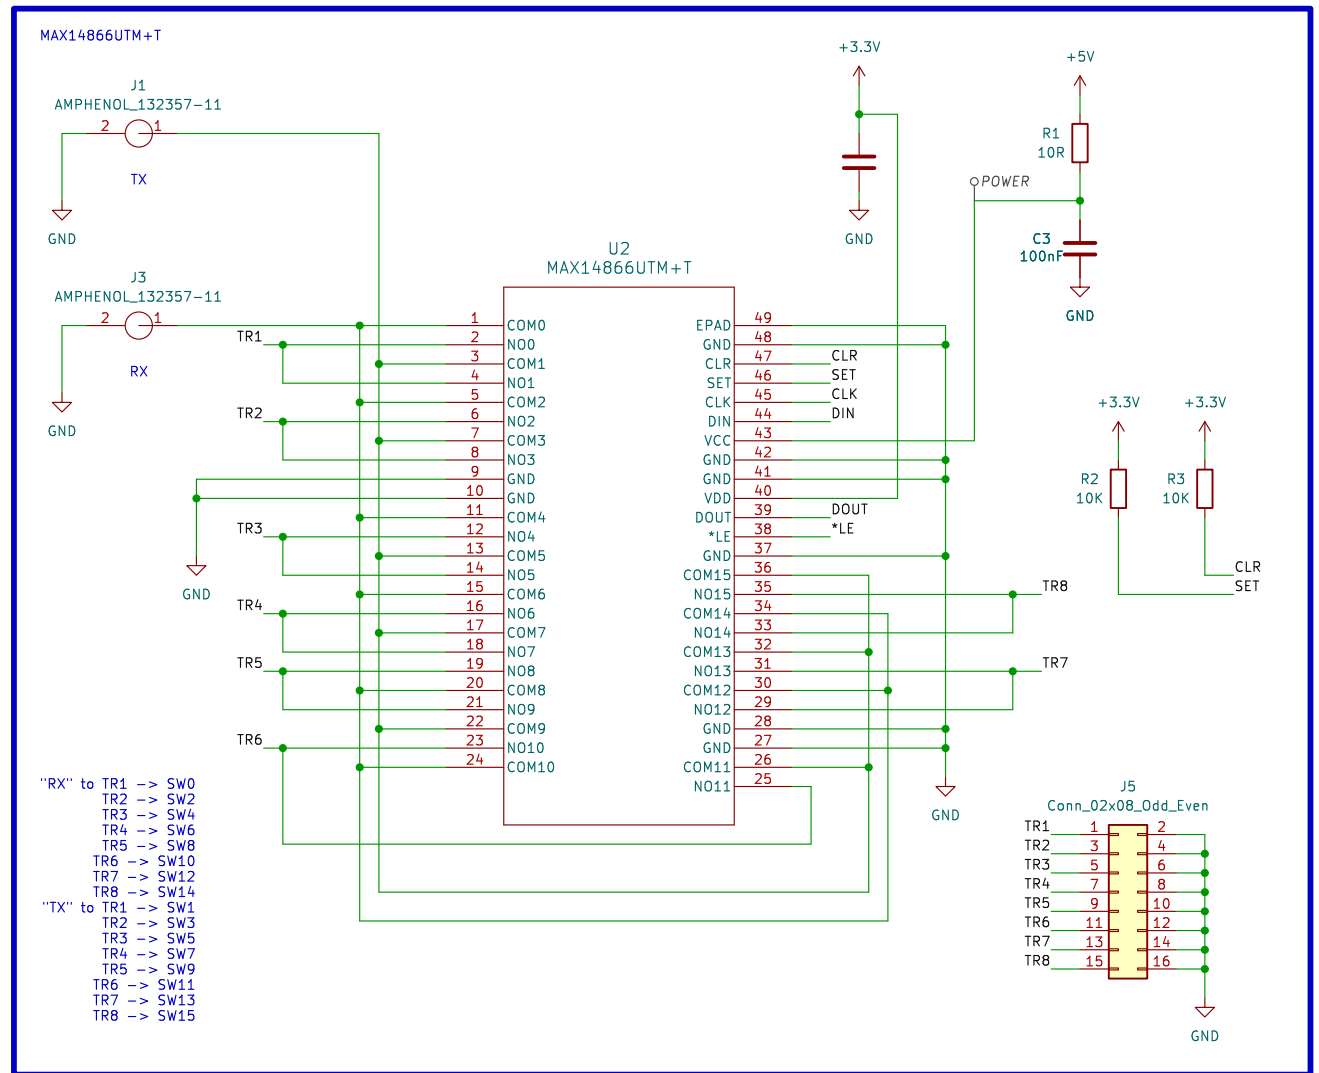 MAX14866UTM+T
J1
AMPHENOL_132357-11
2 1
TX
GND
J3
AMPHENOL_132357-11
2 1
RX
GND
+3.3V
GND
+5V
R1
10R
POWER
C3
100nF
GND
U2
MAX14866UTM+T
TR1
TR2
TR3
TR4
TR5
TR6
GND
1 COM0
2 NO0
3 COM1
4 NO1
5 COM2
6 NO2
7 COM3
8 NO3
9 GND
10 GND
11 COM4
12 NO4
13 COM5
14 NO5
15 COM6
16 NO6
17 COM7
18 NO7
19 NO8
20 COM8
21 NO9
22 COM9
23 NO10
24 COM10
EPAD 49
GND 48
CLR 47 CLR
SET 46 SET
CLK 45 CLK
DIN 44 DIN
VCC 43
GND 42
GND 41
VDD 40
DOUT 39 DOUT
*LE 38 *LE
GND 37
COM15 36
NO15 35 TR8
COM14 34
NO14 33
COM13 32
NO13 31 TR7
COM12 30
NO12 29
GND 28
GND 27
COM11 26
NO11 25
GND
+3.3V +3.3V
R2 R3
10K 10K
CLR
SET
"RX" to TR1 -> SW0
TR2 -> SW2
TR3 -> SW4
TR4 -> SW6
TR5 -> SW8
TR6 -> SW10
TR7 -> SW12
TR8 -> SW14
"TX" to TR1 -> SW1
TR2 -> SW3
TR3 -> SW5
TR4 -> SW7
TR5 -> SW9
TR6 -> SW11
TR7 -> SW13
TR8 -> SW15
J5
Conn_02x08_Odd_Even
TR1 1 2
TR2 3 4
TR3 5 6
TR4 7 8
TR5 9 10
TR6 11 12
TR7 13 14
TR8 15 16
GND